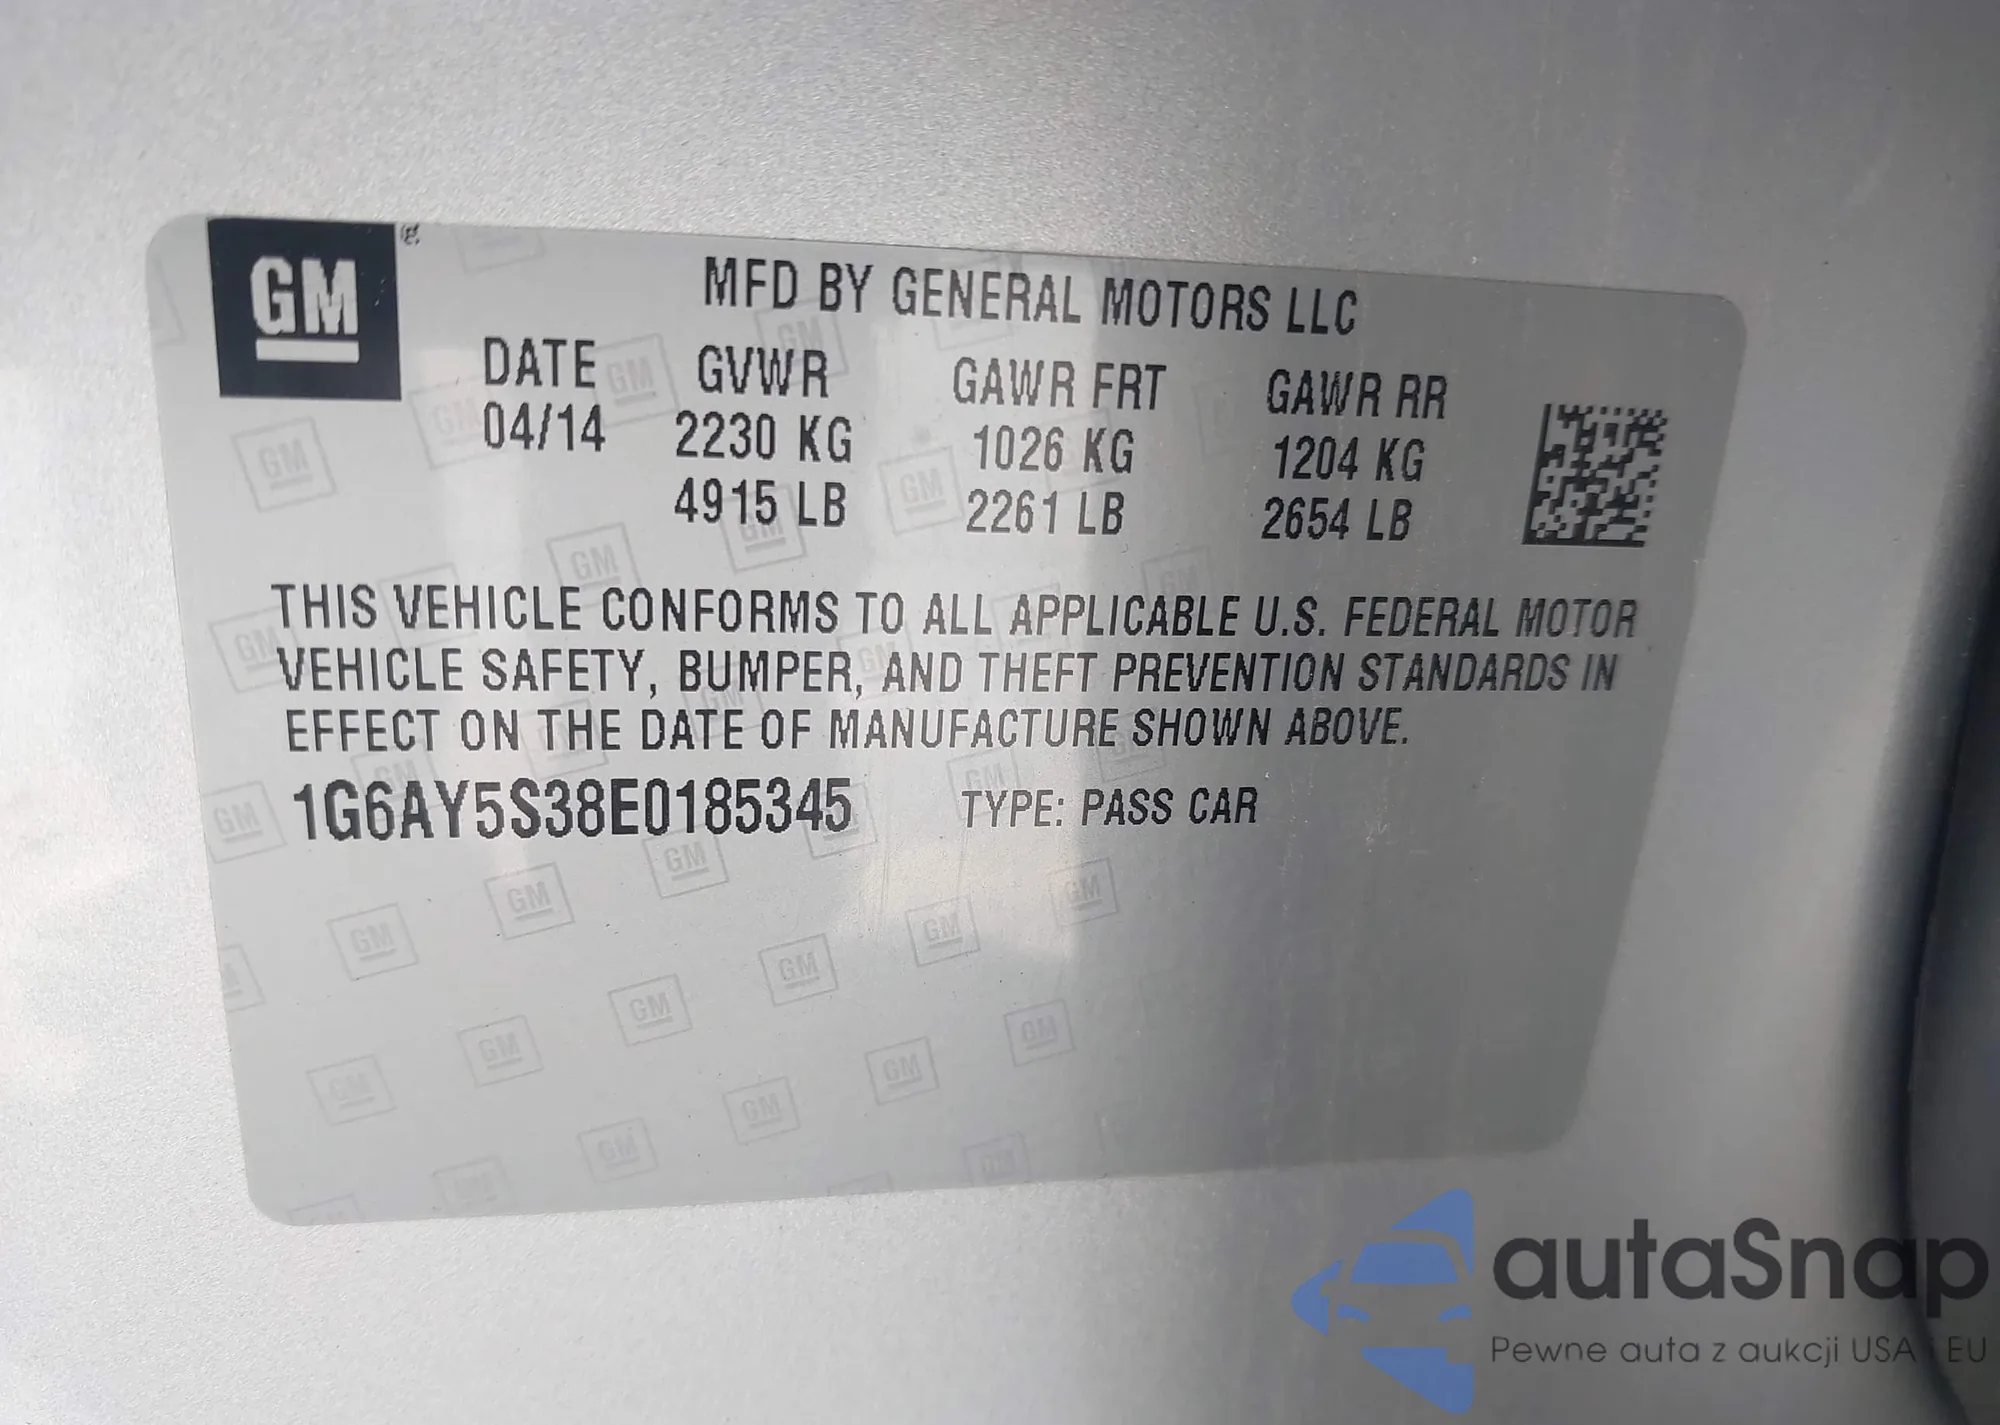 GM
MFD BY GENERAL MOTORS LLC
DATE GVWR GAWR FRT GAWR RR
04/14 2230 KG 1026 KG 1204 KG
4915 LB 2261 LB 2654 LB
THIS VEHICLE CONFORMS TO ALL APPLICABLE U.S. FEDERAL MOTOR
VEHICLE SAFETY, BUMPER, AND THEFT PREVENTION STANDARDS IN
EFFECT ON THE DATE OF MANUFACTURE SHOWN ABOVE.
1G6AY5S38E0185345 TYPE: PASS CAR
autaSnap
Pewne auta z aukcji USA i EU